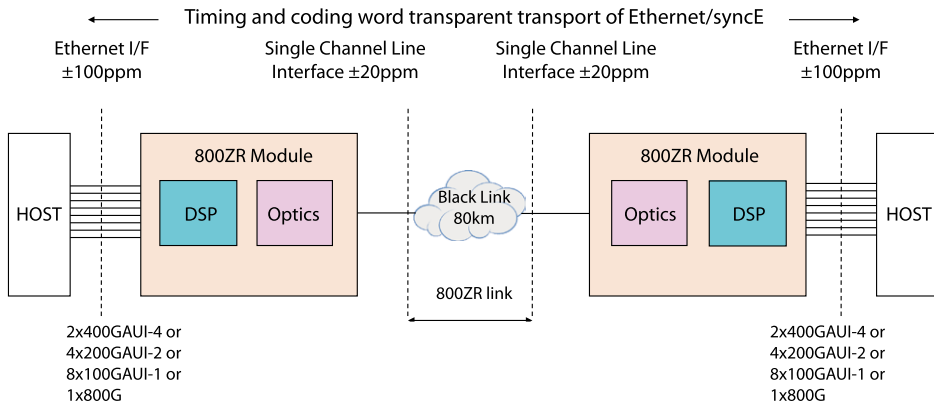 Timing and coding word transparent transport of Ethernet/syncE
Ethernet I/F
±100ppm
Single Channel Line
Interface ±20ppm
Single Channel Line
Interface ±20ppm
Ethernet I/F
±100ppm
HOST
800ZR Module
DSP
Optics
Black Link
80km
800ZR Module
Optics
DSP
HOST
800ZR link
2x400GAUI-4 or
4x200GAUI-2 or
8x100GAUI-1 or
1x800G
2x400GAUI-4 or
4x200GAUI-2 or
8x100GAUI-1 or
1x800G